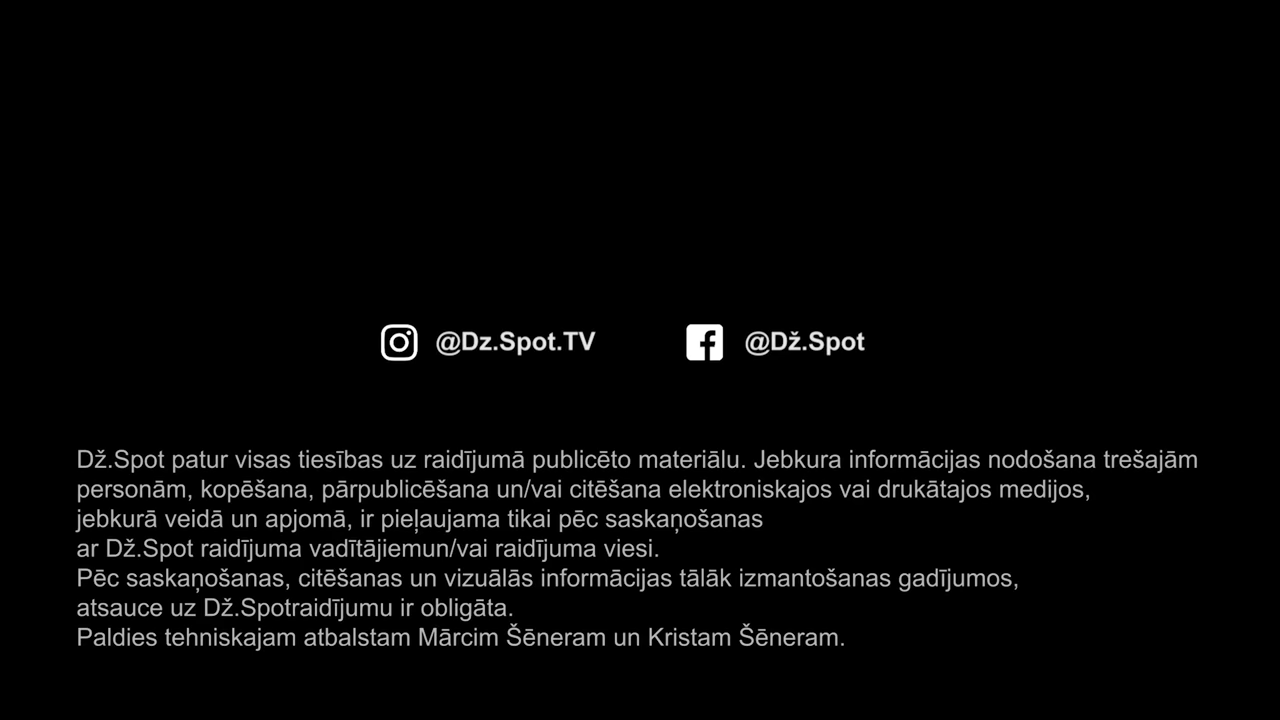 @Dz.Spot.TV @Dž.Spot
Dž.Spot patur visas tiesības uz raidījumā publicēto materiālu. Jebkura informācijas nodošana trešajām
personām, kopēšana, pārpublicēšana un/vai citēšana elektroniskajos vai drukātajos medijos,
jebkurā veidā un apjomā, ir pieļaujama tikai pēc saskaņošanas
ar Dž.Spot raidījuma vadītājiemun/vai raidījuma viesi.
Pēc saskaņošanas, citēšanas un vizuālās informācijas tālāk izmantošanas gadījumos,
atsauce uz Dž.Spotraidījumu ir obligāta.
Paldies tehniskajam atbalstam Mārcim Šēneram un Kristam Šēneram.